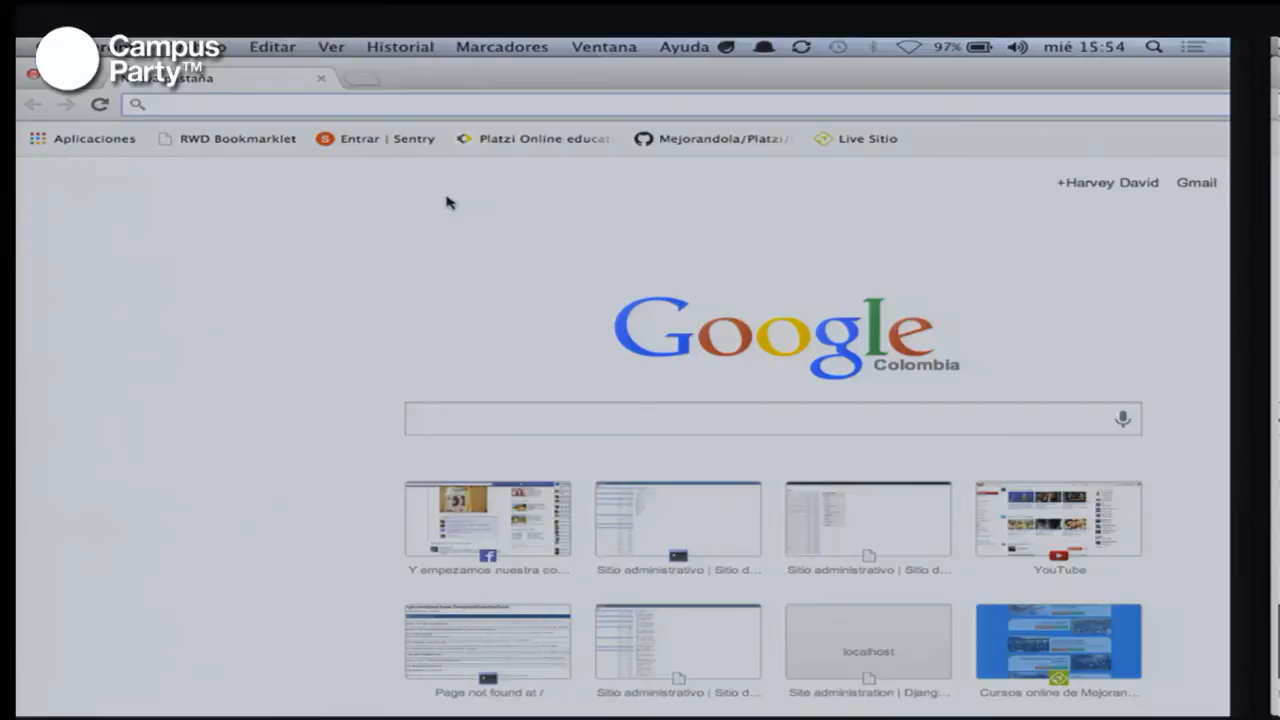 Campus
Party™
Editar Ver Historial Marcadores Ventana Ayuda 97% mié 15:54
Aplicaciones RWD Bookmarklet Entrar | Sentry Platzi Online educat Mejorandola/Platzi/ Live Sitio
+Harvey David Gmail
Google
Colombia
Y empezamos nuestra co... Sitio administrativo | Sitio d... Sitio administrativo | Sitio d... YouTube
localhost
Page not found at / Sitio administrativo | Sitio d... Site administration | Djang... Cursos online de Mejoran...